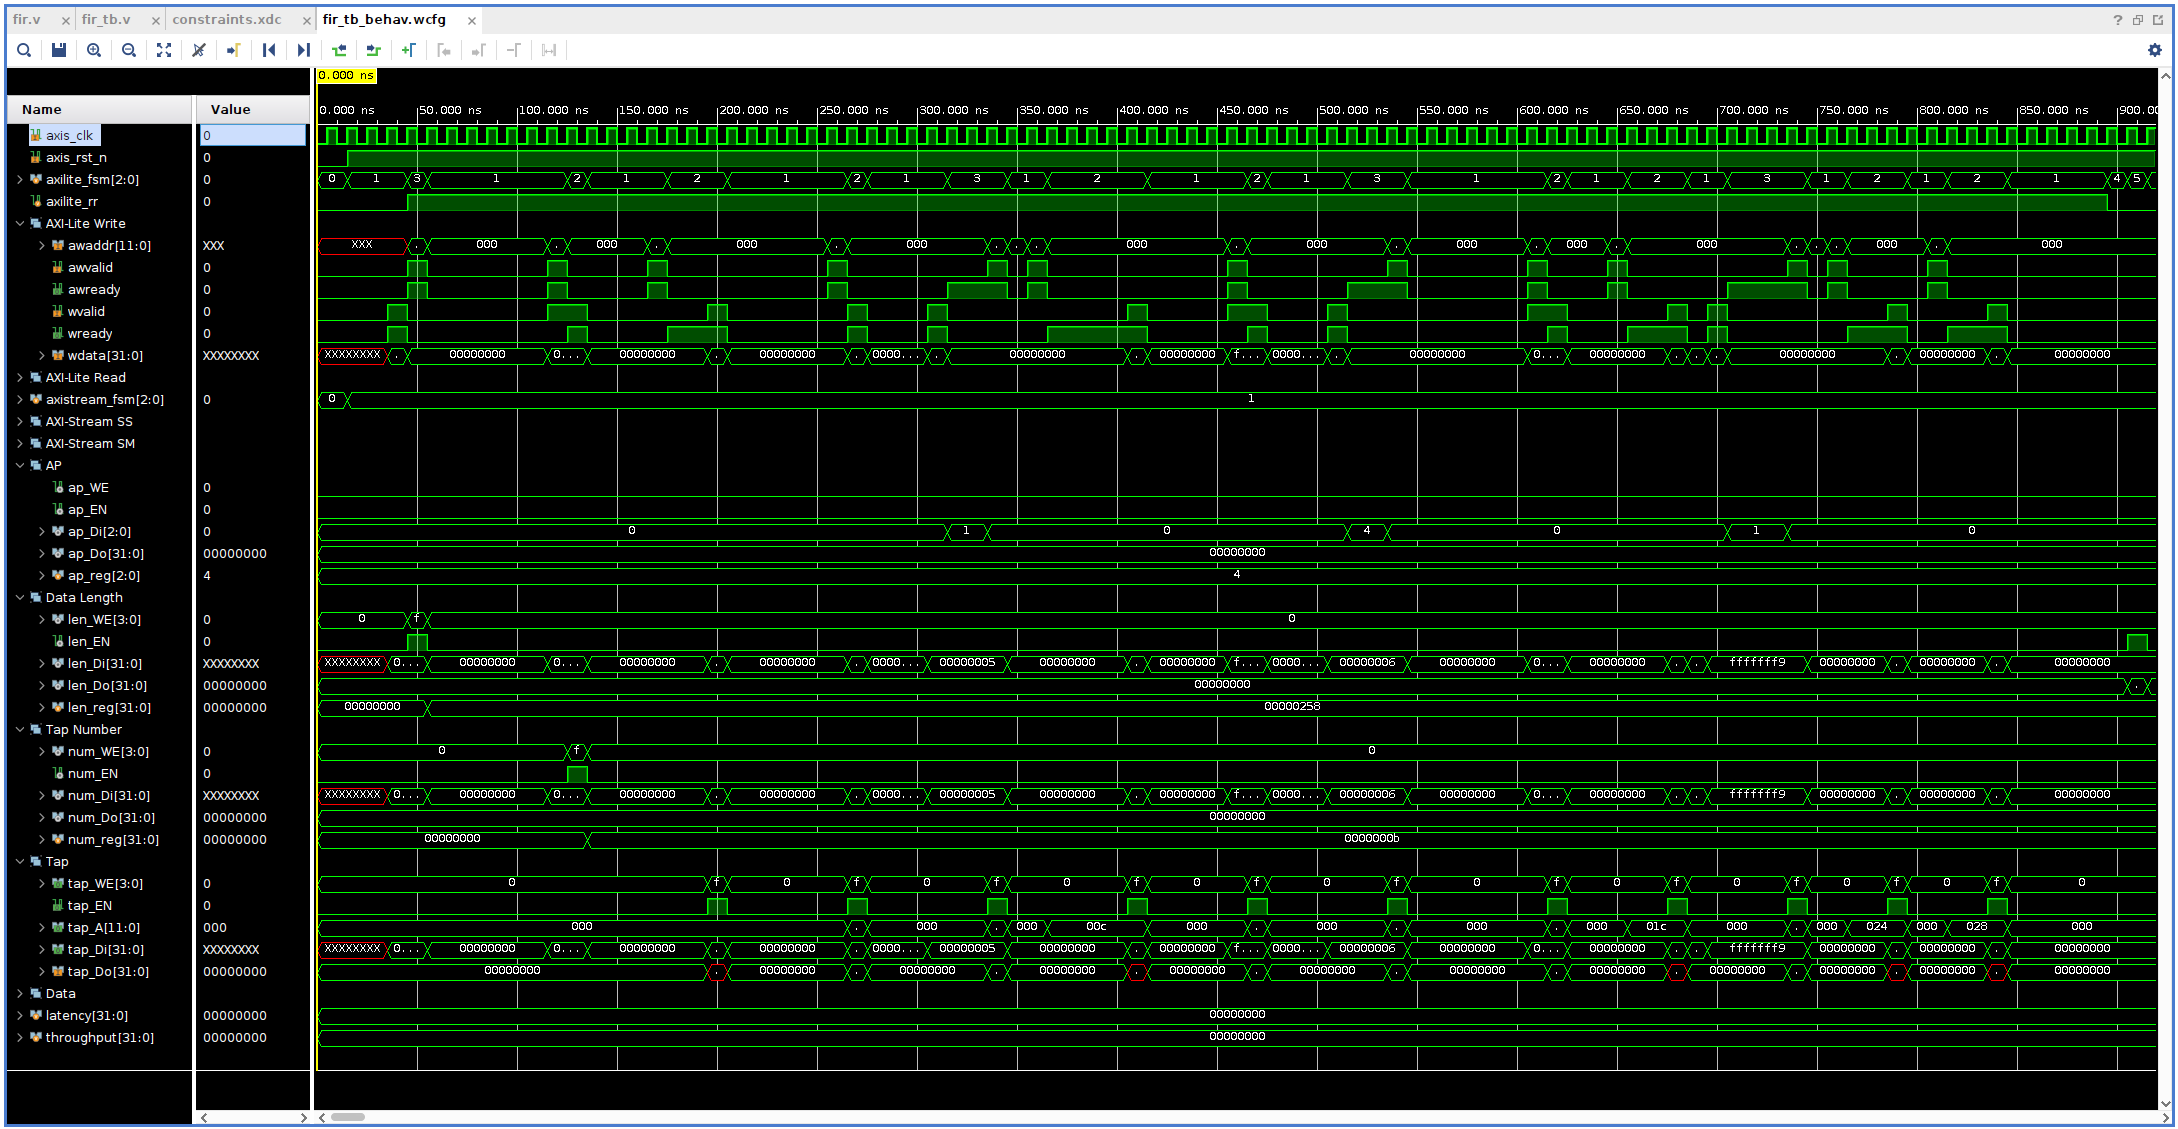 fir.v × fir_tb.v × constraints.xdc × fir_tb_behav.wcfg ×
0.000 ns
Name Value 0.000 ns 50.000 ns 100.000 ns 150.000 ns 200.000 ns 250.000 ns 300.000 ns 350.000 ns 400.000 ns 450.000 ns 500.000 ns 550.000 ns 600.000 ns 650.000 ns 700.000 ns 750.000 ns 800.000 ns 850.000 ns 900.00
axis_clk 0
axis_rst_n 0
axilite_fsm[2:0] 0 0 1 3 1 2 1 2 1 2 1 3 1 2 1 2 1 3 1 2 1 2 1 3 1 2 1 2 1 4 5
axilite_rr 0
AXI-Lite Write
awaddr[11:0] XXX XXX . 000 . 000 . 000 . 000 . . . 000 . 000 . 000 . 000 . 000 . . . 000 . 000
awvalid 0
awready 0
wvalid 0
wready 0
wdata[31:0] XXXXXXXX XXXXXXXX . 00000000 0... 00000000 . 00000000 . 0000... . 00000000 . 00000000 f... 0000... . 00000000 0... 00000000 . . . 00000000 . 00000000 . 00000000
AXI-Lite Read
axistream_fsm[2:0] 0 0 1
AXI-Stream SS
AXI-Stream SM
AP
ap_WE 0
ap_EN 0
ap_Di[2:0] 0 0 1 0 4 0 1 0
ap_Do[31:0] 00000000 00000000
ap_reg[2:0] 4 4
Data Length
len_WE[3:0] 0 0 f 0
len_EN 0
len_Di[31:0] XXXXXXXX XXXXXXXX 0... 00000000 0... 00000000 . 00000000 . 0000... 00000005 00000000 . 00000000 f... 0000... 00000006 00000000 0... 00000000 . . fffffff9 00000000 . 00000000 . 00000000
len_Do[31:0] 00000000 00000000 .
len_reg[31:0] 00000000 00000000 00000258
Tap Number
num_WE[3:0] 0 0 f 0
num_EN 0
num_Di[31:0] XXXXXXXX XXXXXXXX 0... 00000000 0... 00000000 . 00000000 . 0000... 00000005 00000000 . 00000000 f... 0000... 00000006 00000000 0... 00000000 . . fffffff9 00000000 . 00000000 . 00000000
num_Do[31:0] 00000000 00000000
num_reg[31:0] 00000000 00000000 0000000b
Tap
tap_WE[3:0] 0 0 f 0 f 0 f 0 f 0 f 0 f 0 f 0 f 0 f 0 f 0 f 0
tap_EN 0
tap_A[11:0] 000 000 . 000 . 000 00c 000 . 000 . 000 . 000 01c 000 . 000 024 000 028 000
tap_Di[31:0] XXXXXXXX XXXXXXXX 0... 00000000 0... 00000000 . 00000000 . 0000... 00000005 00000000 . 00000000 f... 0000... 00000006 00000000 0... 00000000 . . fffffff9 00000000 . 00000000 . 00000000
tap_Do[31:0] 00000000 00000000 . 00000000 . 00000000 . 00000000 . 00000000 . 00000000 . 00000000 . 00000000 . 00000000 . 00000000 . 00000000 . 00000000
Data
latency[31:0] 00000000 00000000
throughput[31:0] 00000000 00000000